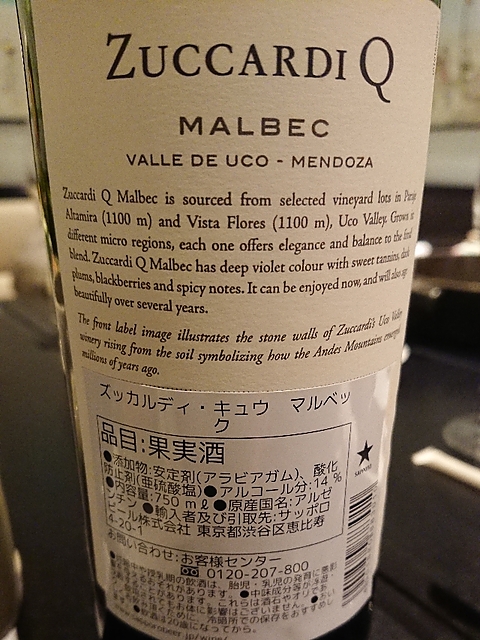 ZUCCARDI Q
MALBEC
VALLE DE UCO - MENDOZA
Zuccardi Q Malbec is sourced from selected vineyard lots in
Altamira (1100 m) and Vista Flores (1100 m), Uco Valley. Grown
different micro regions, each one offers elegance and balance to the
blend. Zuccardi Q Malbec has deep violet colour with sweet tannins,
plums, blackberries and spicy notes. It can be enjoyed now, and will also
beautifully over several years.
The front label image illustrates the stone walls of Zuccardi's Uco
winery rising from the soil symbolizing how the Andes Mountains
millions of years ago.
ズッカルディ・キュウ マルベッ
ク
品目:果実酒
●添加物:安定剤(アラビアガム)、酸化
防止剤(亜硫酸塩)●アルコール分:14%
●内容量:750mℓ●原産国名:アルゼ
ンチン●輸入者及び引取先:サッポロ
ビール株式会社 東京都渋谷区恵比寿
4-20-1
お問い合わせ:お客様センター
0120-207-800
SAPPORO